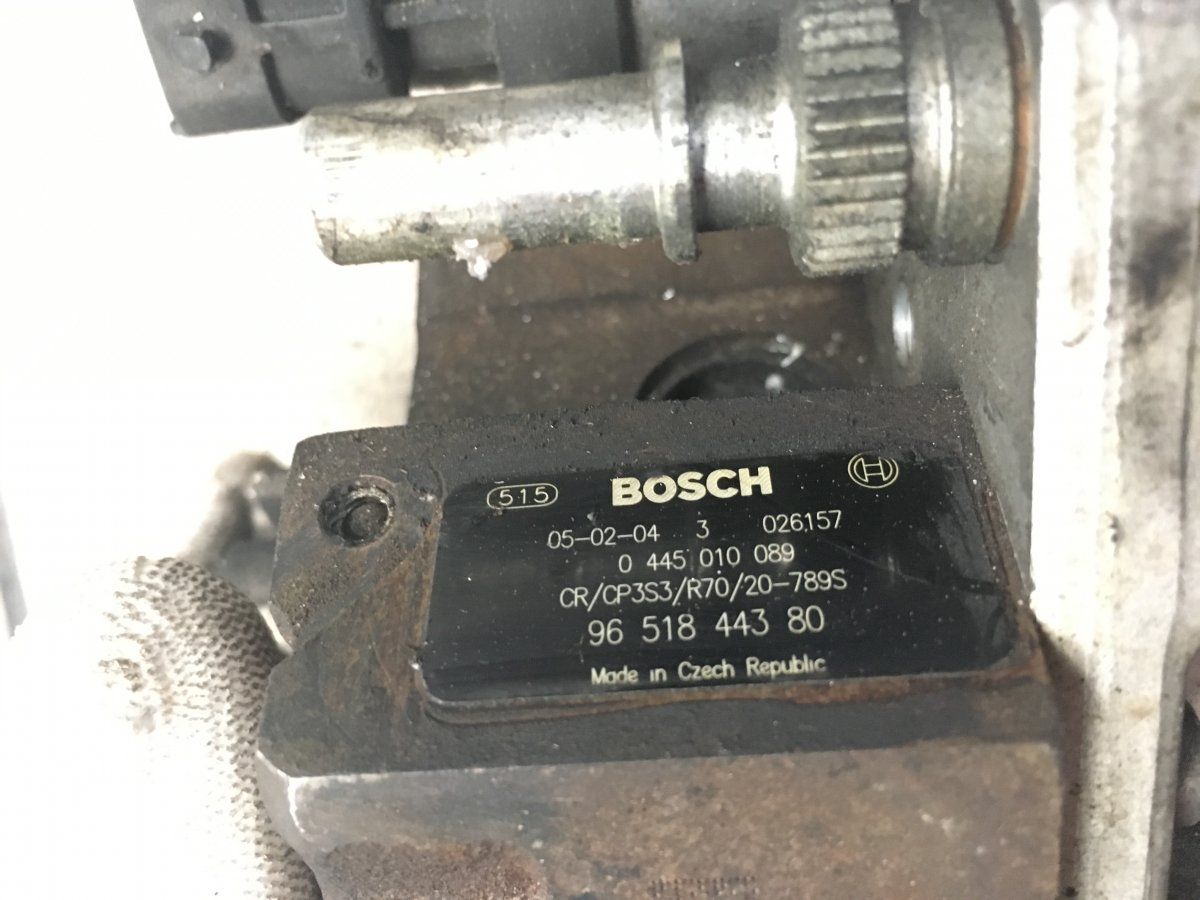 515 BOSCH
05-02-04 3 026157
0 445 010 089
CR/CP3S3/R70/20-789S
96 518 443 80
Made in Czech Republic